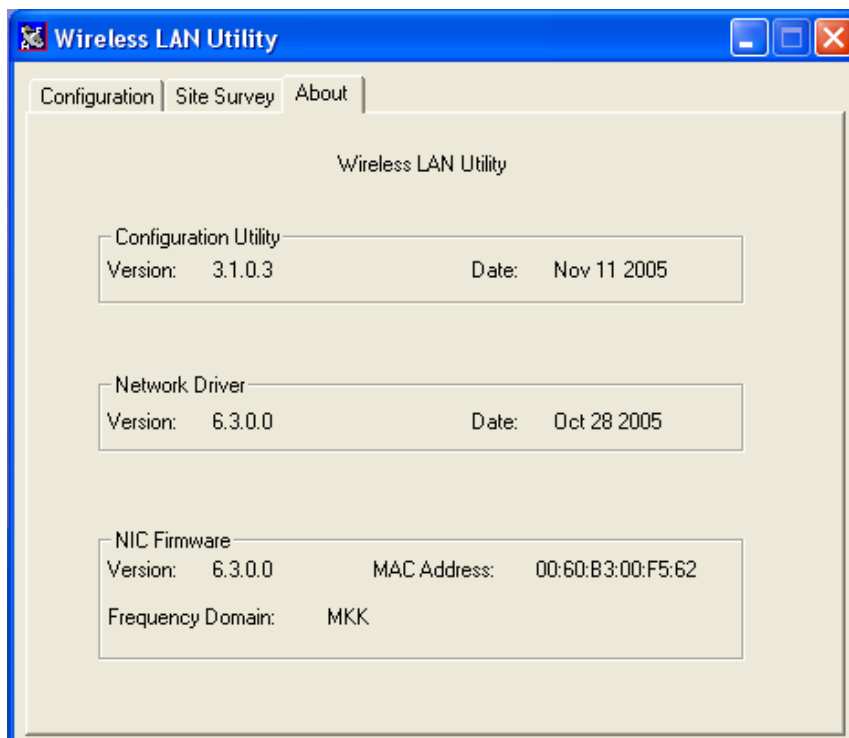 Wireless LAN Utility
Configuration Site Survey About
Wireless LAN Utility
Configuration Utility
Version: 3.1.0.3 Date: Nov 11 2005
Network Driver
Version: 6.3.0.0 Date: Oct 28 2005
NIC Firmware
Version: 6.3.0.0 MAC Address: 00:60:B3:00:F5:62
Frequency Domain: MKK